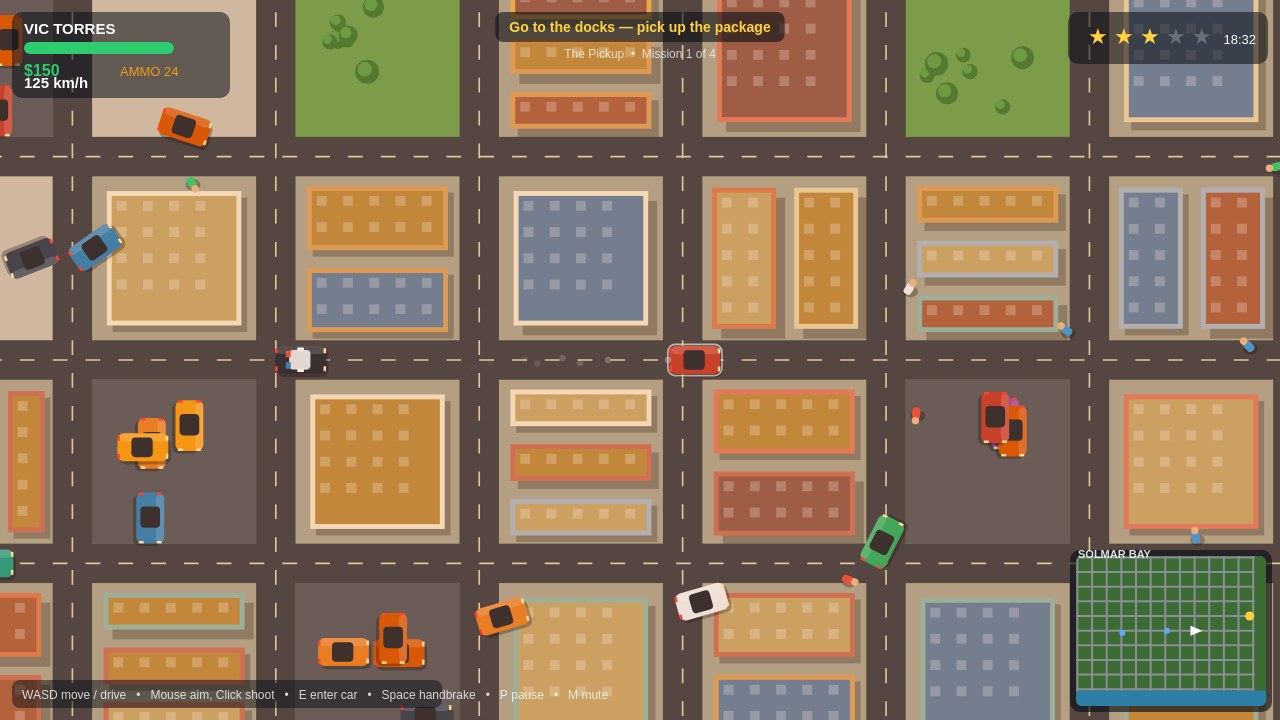 VIC TORRES
$150
AMMO 24
125 km/h
Go to the docks — pick up the package
The Pickup • Mission 1 of 4
18:32
SOLMAR BAY
WASD move / drive • Mouse aim, Click shoot • E enter car • Space handbrake • P pause • M mute